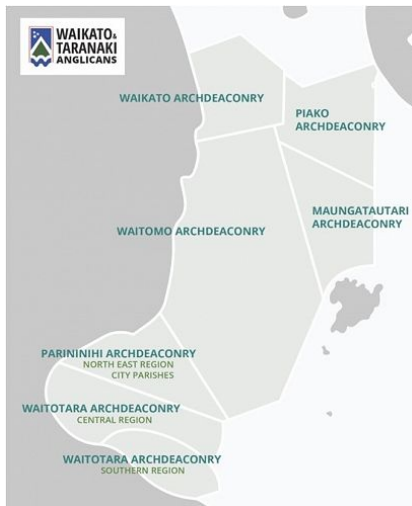 WAIKATO&
TARANAKI
ANGLICANS
WAIKATO ARCHDEACONRY
PIAKO
ARCHDEACONRY
MAUNGATAUTARI
ARCHDEACONRY
WAITOMO ARCHDEACONRY
PARININIHI ARCHDEACONRY
NORTH EAST REGION
CITY PARISHES
WAITOTARA ARCHDEACONRY
CENTRAL REGION
WAITOTARA ARCHDEACONRY
SOUTHERN REGION